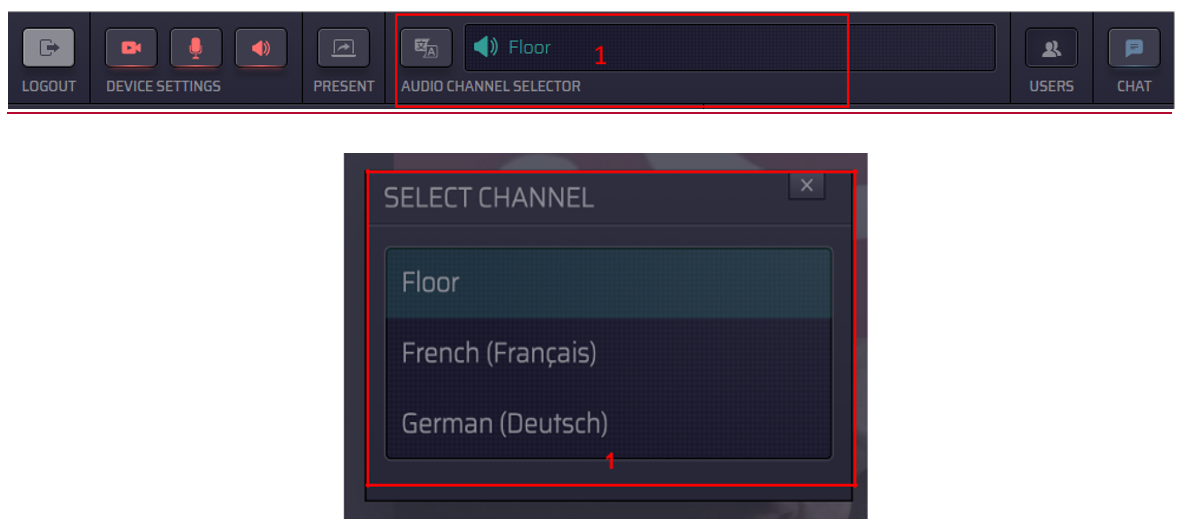 Floor
1
LOGOUT
DEVICE SETTINGS
PRESENT
AUDIO CHANNEL SELECTOR
USERS
CHAT
SELECT CHANNEL
Floor
French (Français)
German (Deutsch)
1